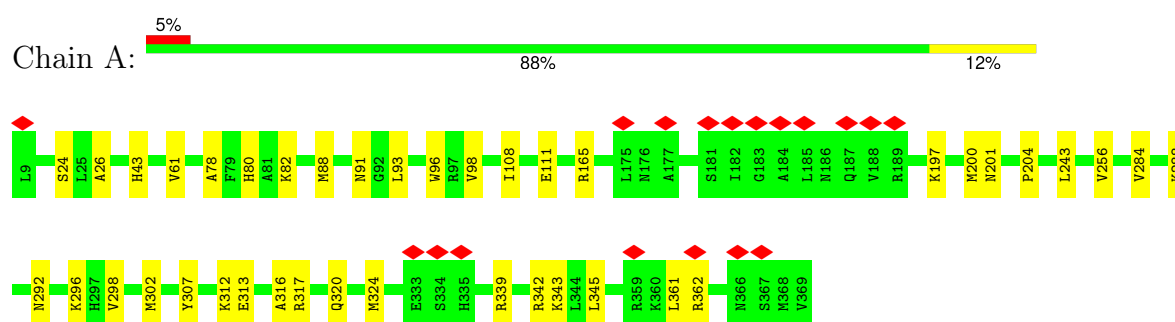 5%
Chain A:
88% 12%
L9 S24 L25 A26 H43 V61 A78 F79 H80 A81 K82 M88 N91 G92 L93 W96 R97 V98 I108 E111 R165 L175 N176 A177 S181 I182 G183 A184 L185 N186 Q187 V188 R189 K197 M200 N201 P204 L243 V256 V284
N292 K296 H297 V298 M302 Y307 K312 E313 A316 R317 Q320 M324 E333 S334 H335 R339 R342 K343 L344 L345 R359 K360 L361 R362 N366 S367 M368 V369